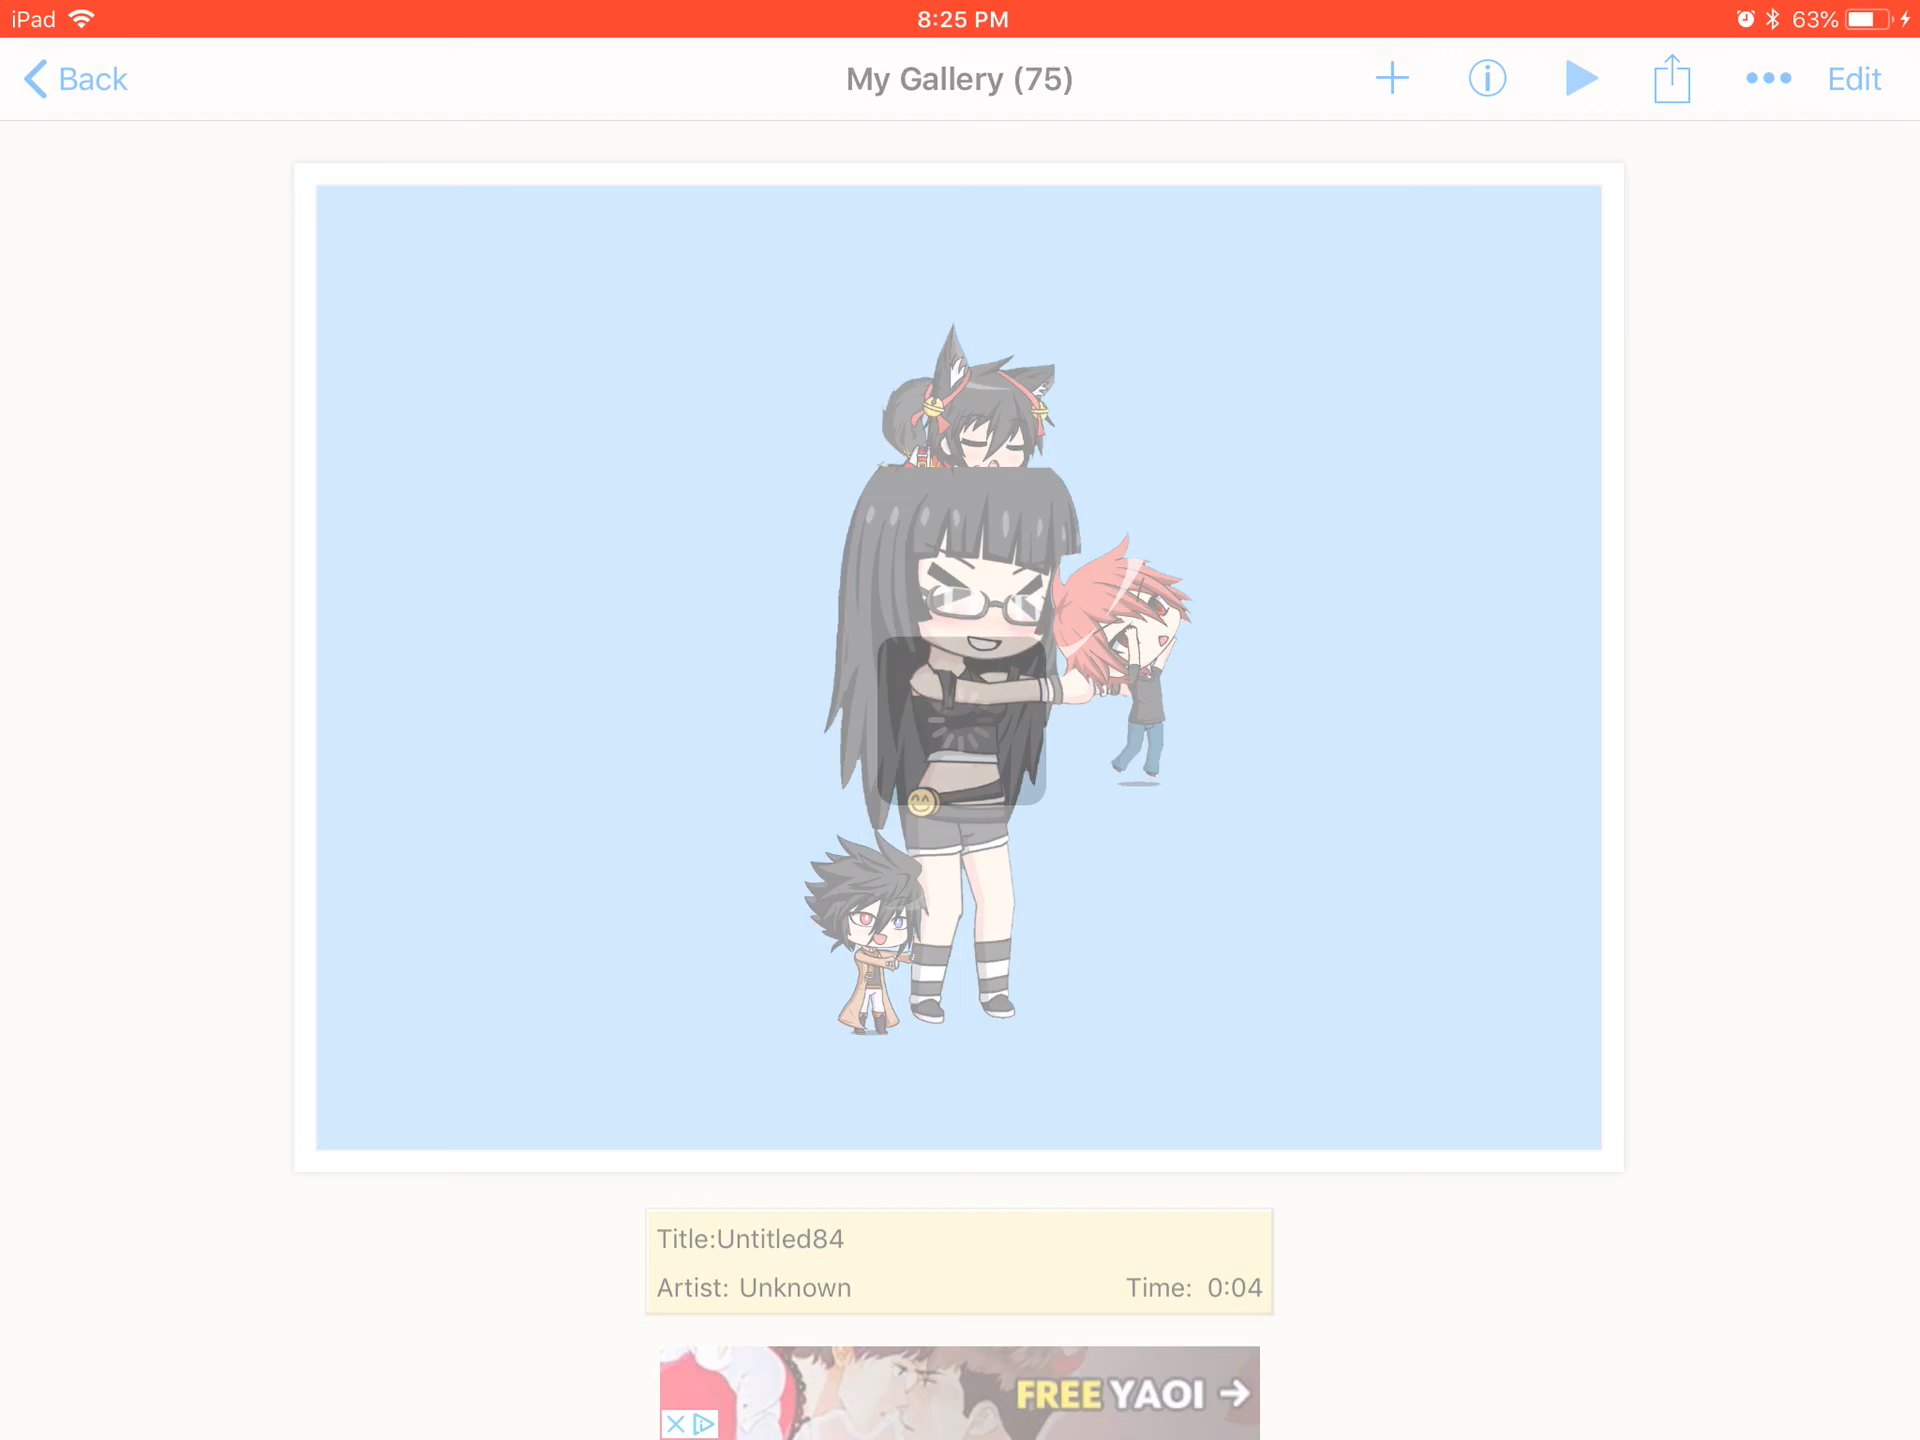 iPad 8:25 PM 63%
Back My Gallery (75) Edit
Title:Untitled84
Artist: Unknown Time: 0:04
FREE YAOI →